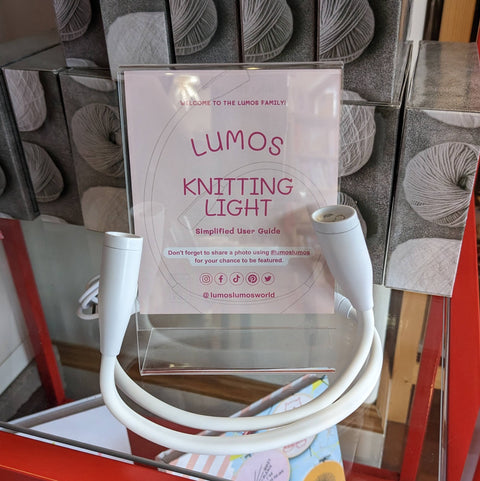 WELCOME TO THE LUMOS FAMILY!
LUMOS
KNITTING
LIGHT
Simplified User Guide
Don't forget to share a photo using #lumoslumos
for your chance to be featured.
@lumoslumosworld